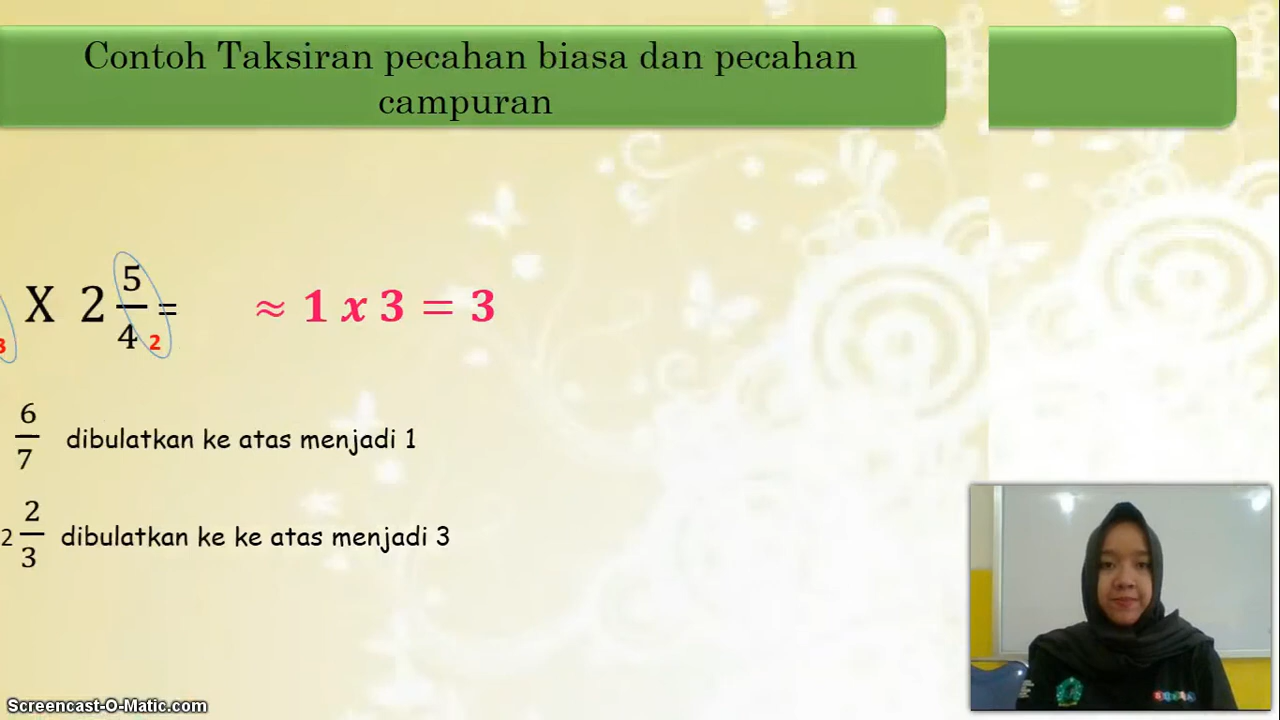 Contoh Taksiran pecahan biasa dan pecahan
campuran
3 X 2 5/4 2 = ≈ 1 x 3 = 3
6/7 dibulatkan ke atas menjadi 1
2 2/3 dibulatkan ke ke atas menjadi 3
Screencast-O-Matic.com